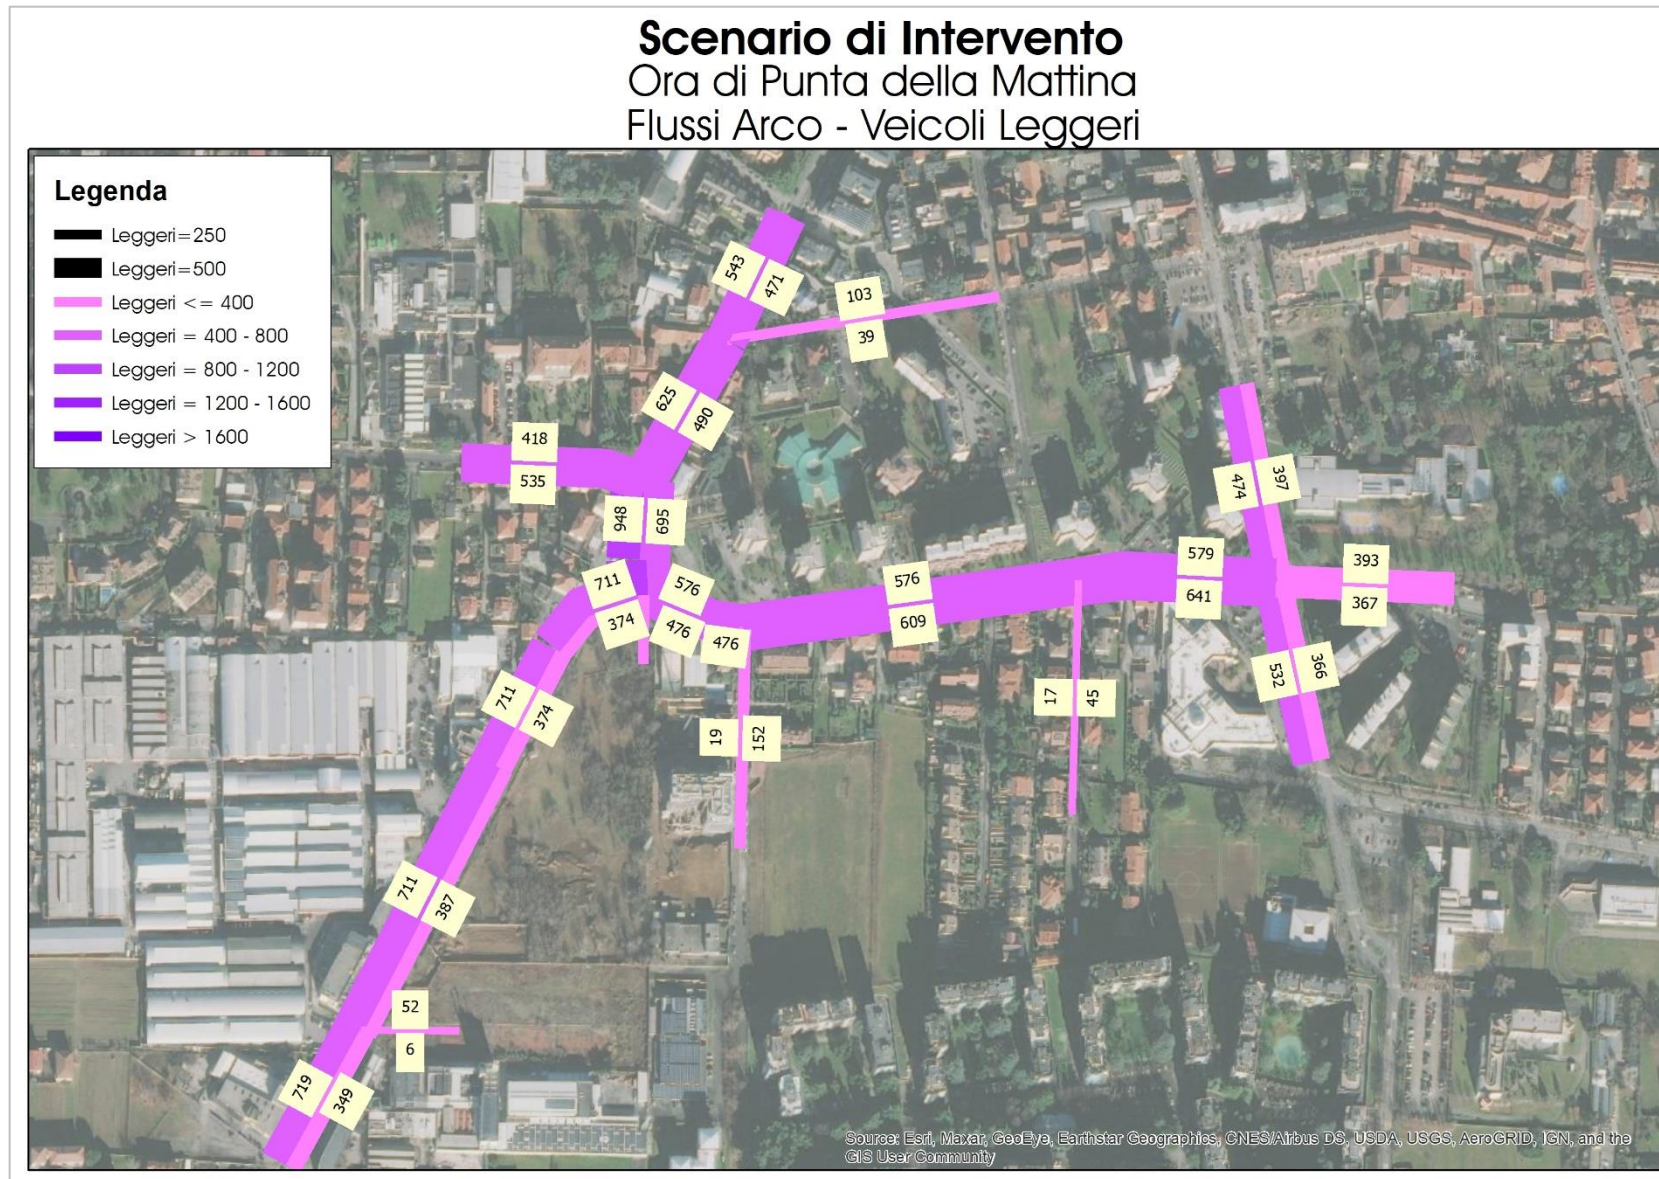 Scenario di Intervento
Ora di Punta della Mattina
Flussi Arco - Veicoli Leggeri
Legenda
Leggeri=250
Leggeri=500
Leggeri <= 400
Leggeri = 400 - 800
Leggeri = 800 - 1200
Leggeri = 1200 - 1600
Leggeri > 1600
543
471
103
39
625
490
418
535
948
695
474
397
579
641
393
367
711
374
576
476
476
576
609
532
366
711
374
19
152
17
45
711
387
52
6
719
349
Source: Esri, Maxar, GeoEye, Earthstar Geographics, CNES/Airbus DS, USDA, USGS, AeroGRID, IGN, and the
GIS User Community